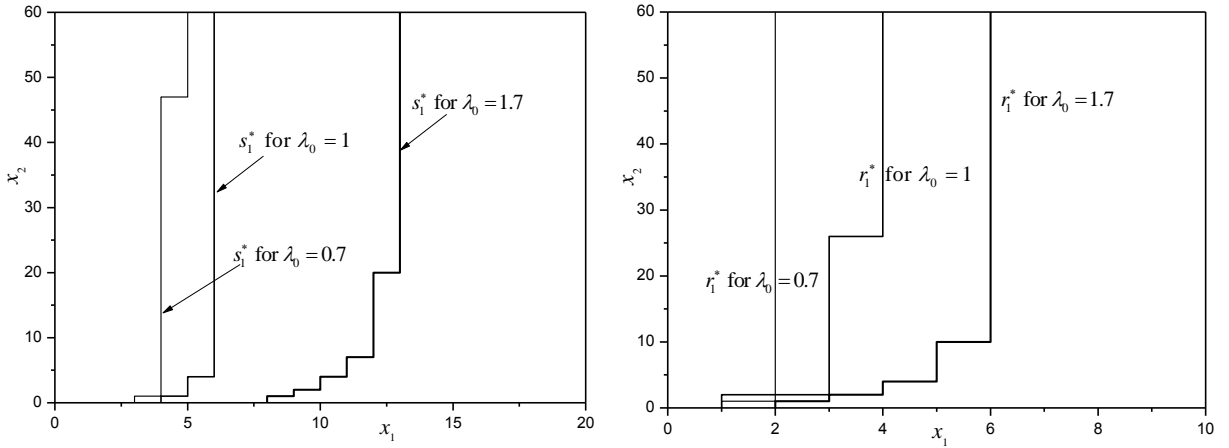 60
50
40
30
20
10
0
x₂
s₁* for λ₀ = 1.7
s₁* for λ₀ = 1
s₁* for λ₀ = 0.7
0 5 10 15 20
x₁
60
50
40
30
20
10
0
x₂
r₁* for λ₀ = 1.7
r₁* for λ₀ = 1
r₁* for λ₀ = 0.7
0 2 4 6 8 10
x₁